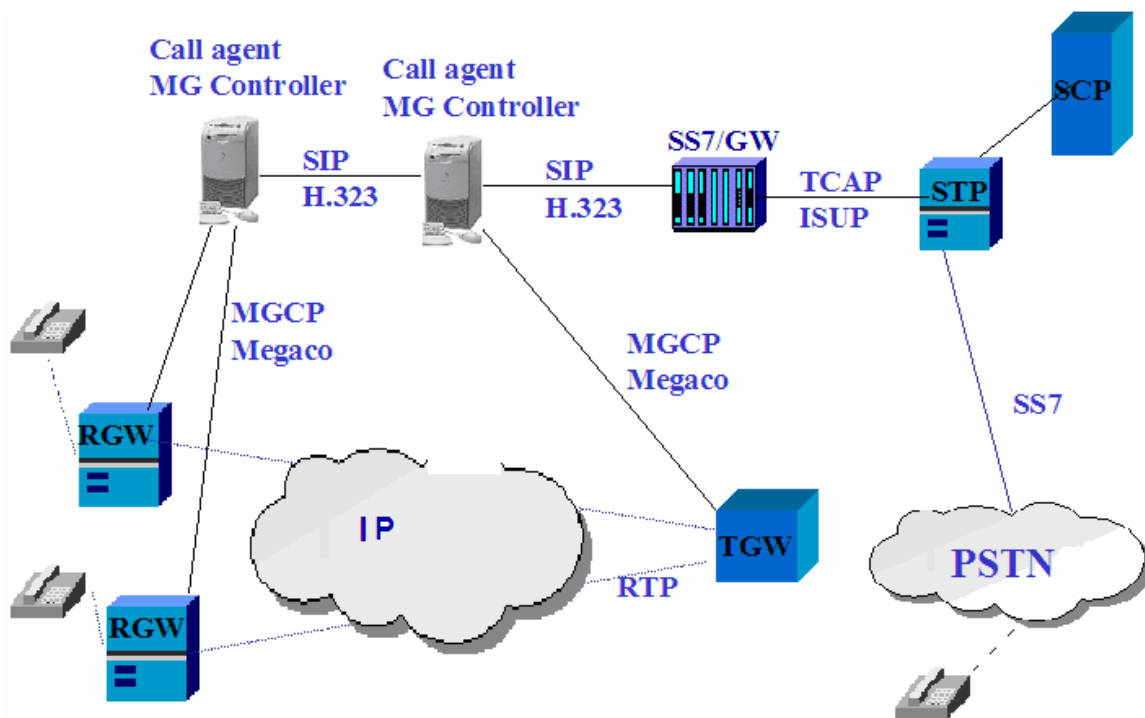 Call agent
MG Controller
Call agent
MG Controller
SCP
SS7/GW
SIP
H.323
SIP
H.323
TCAP
ISUP
STP
MGCP
Megaco
MGCP
Megaco
SS7
RGW
IP
TGW
PSTN
RTP
RGW